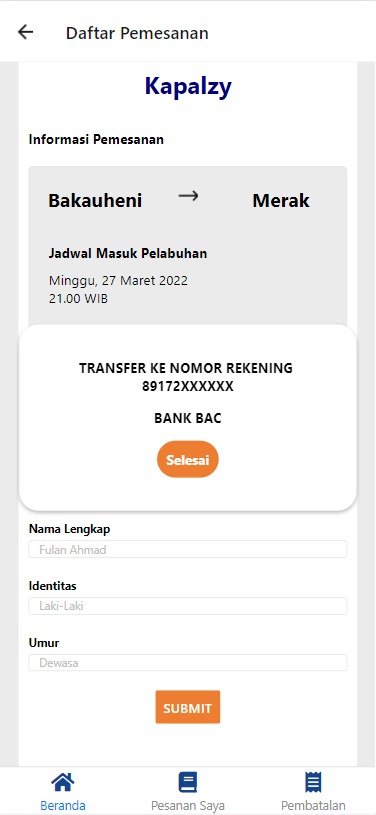 Daftar Pemesanan
Kapalzy
Informasi Pemesanan
Bakauheni → Merak
Jadwal Masuk Pelabuhan
Minggu, 27 Maret 2022
21.00 WIB
TRANSFER KE NOMOR REKENING
89172XXXXXX
BANK BAC
Selesai
Nama Lengkap
Fulan Ahmad
Identitas
Laki-Laki
Umur
Dewasa
SUBMIT
Beranda Pesanan Saya Pembatalan